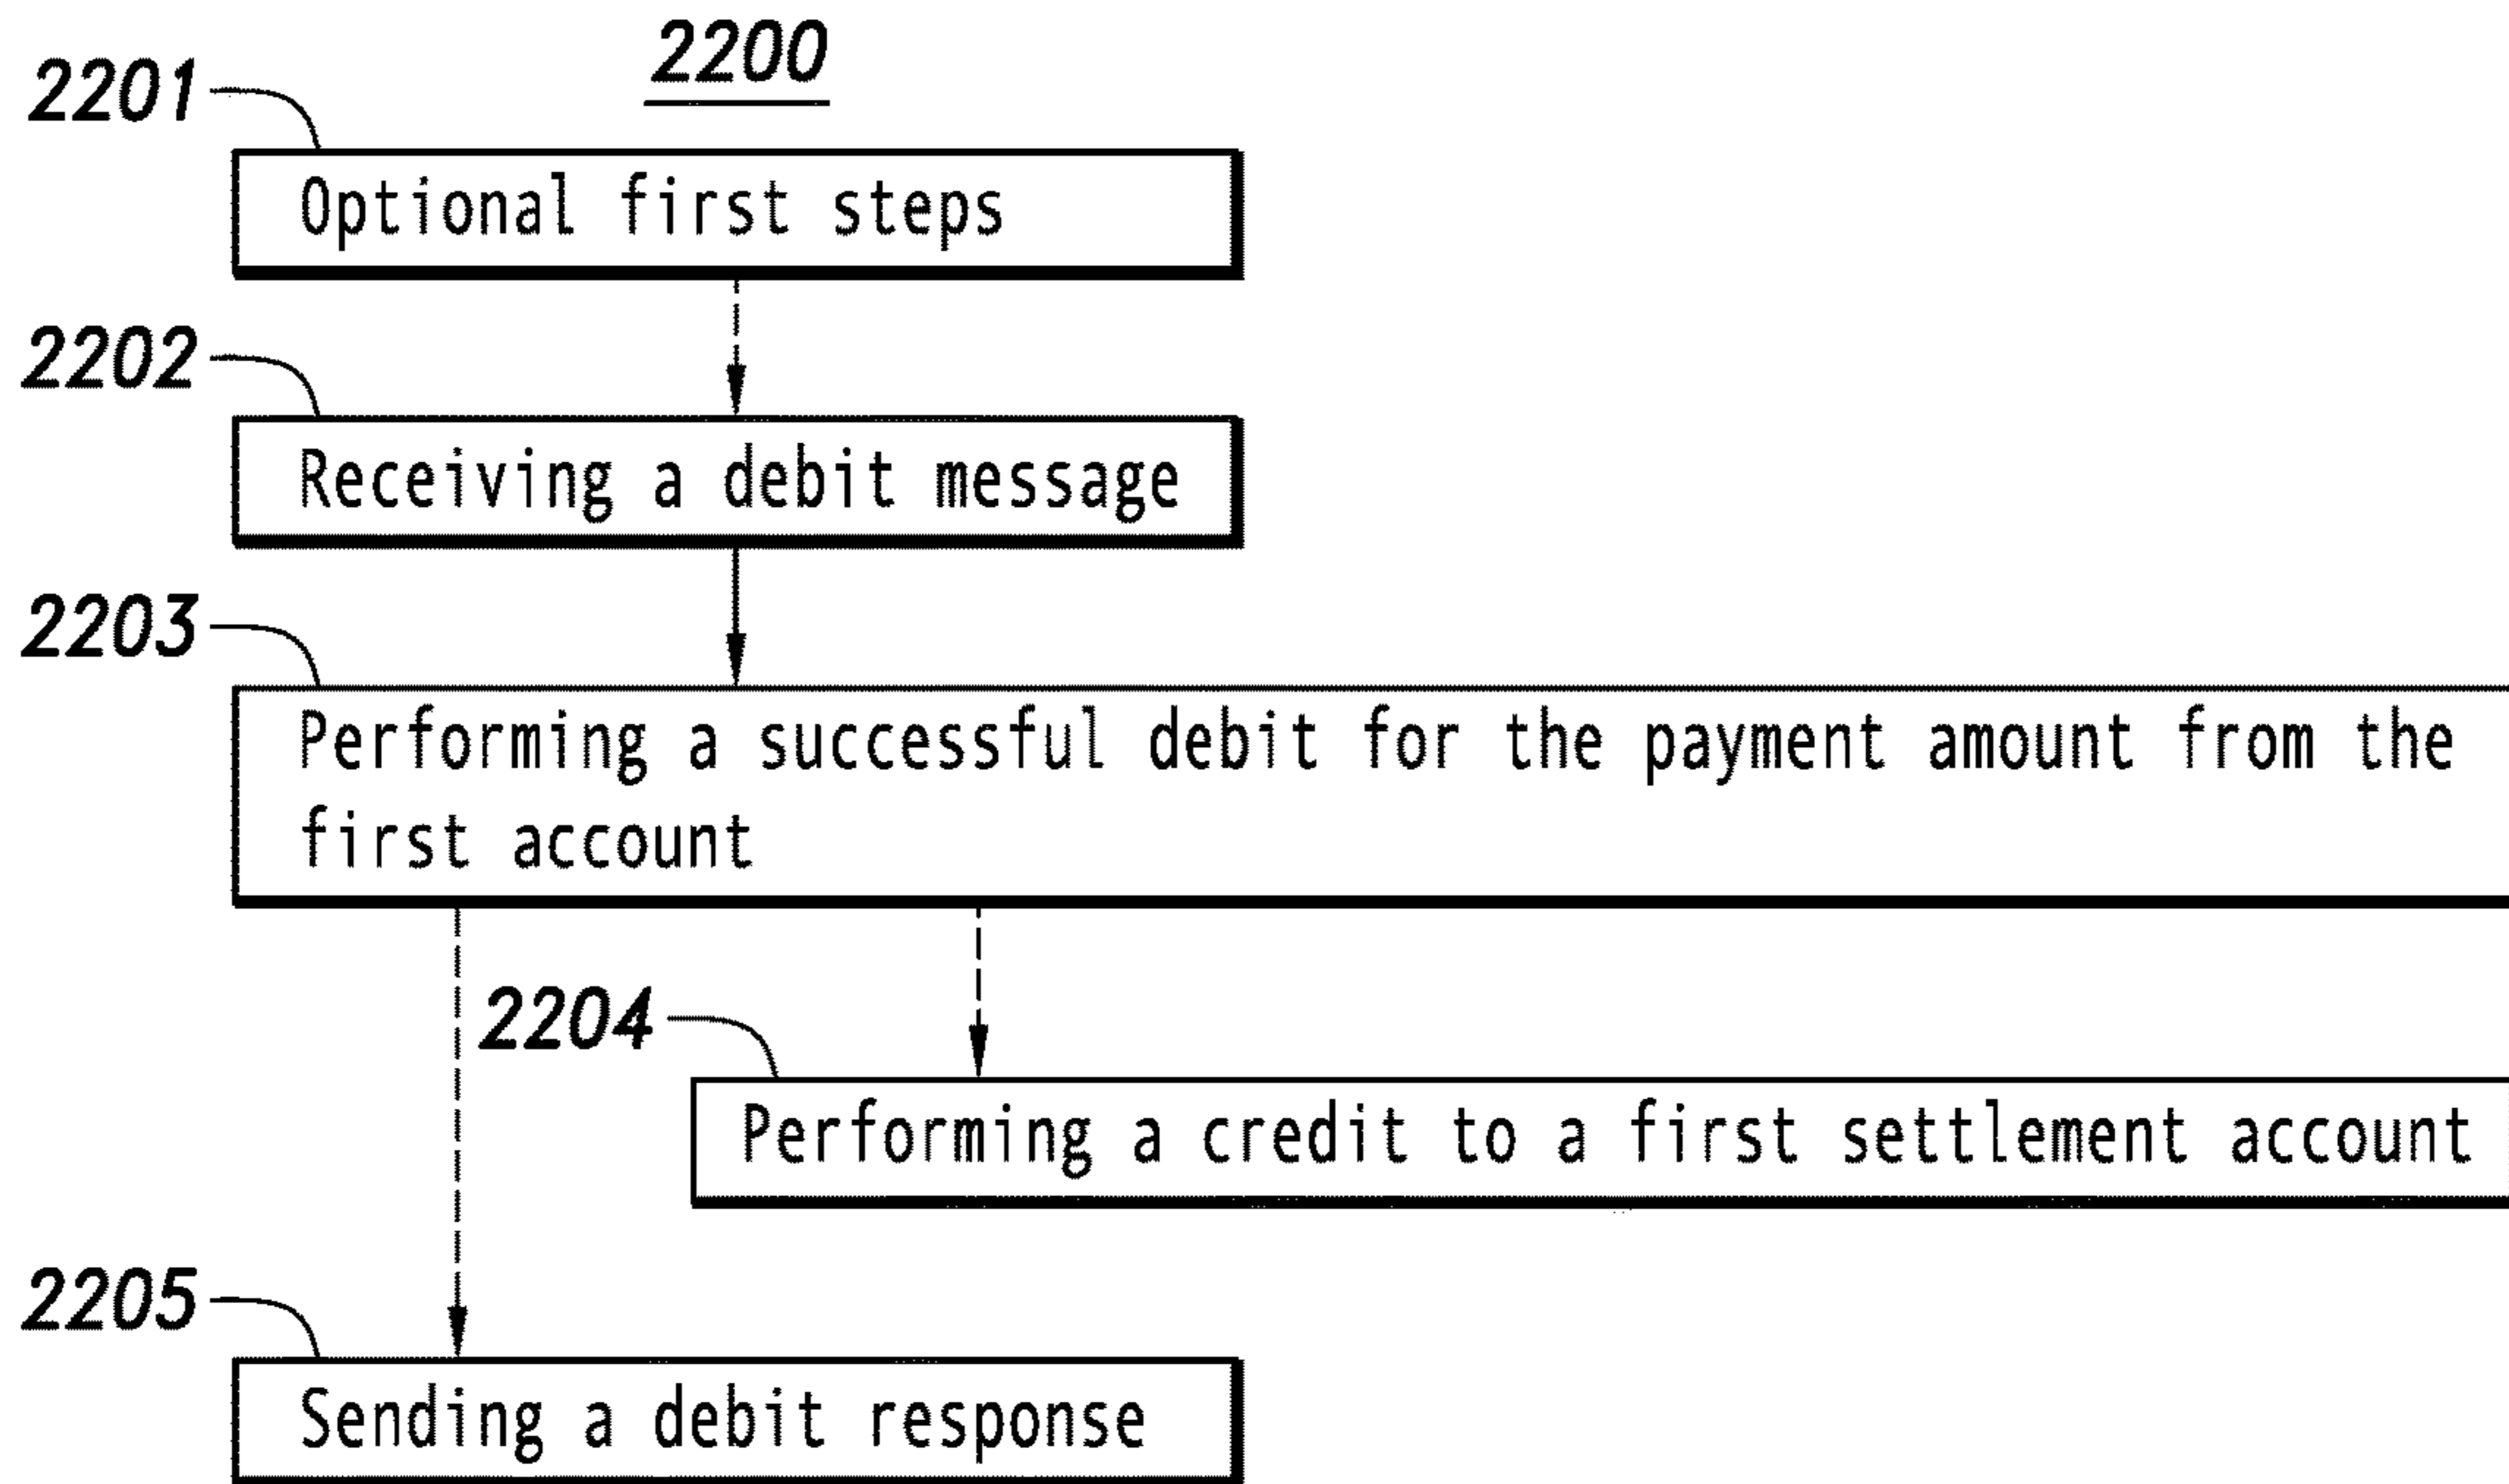 2200
2201
Optional first steps
2202
Receiving a debit message
2203
Performing a successful debit for the payment amount from the
first account
2204
Performing a credit to a first settlement account
2205
Sending a debit response